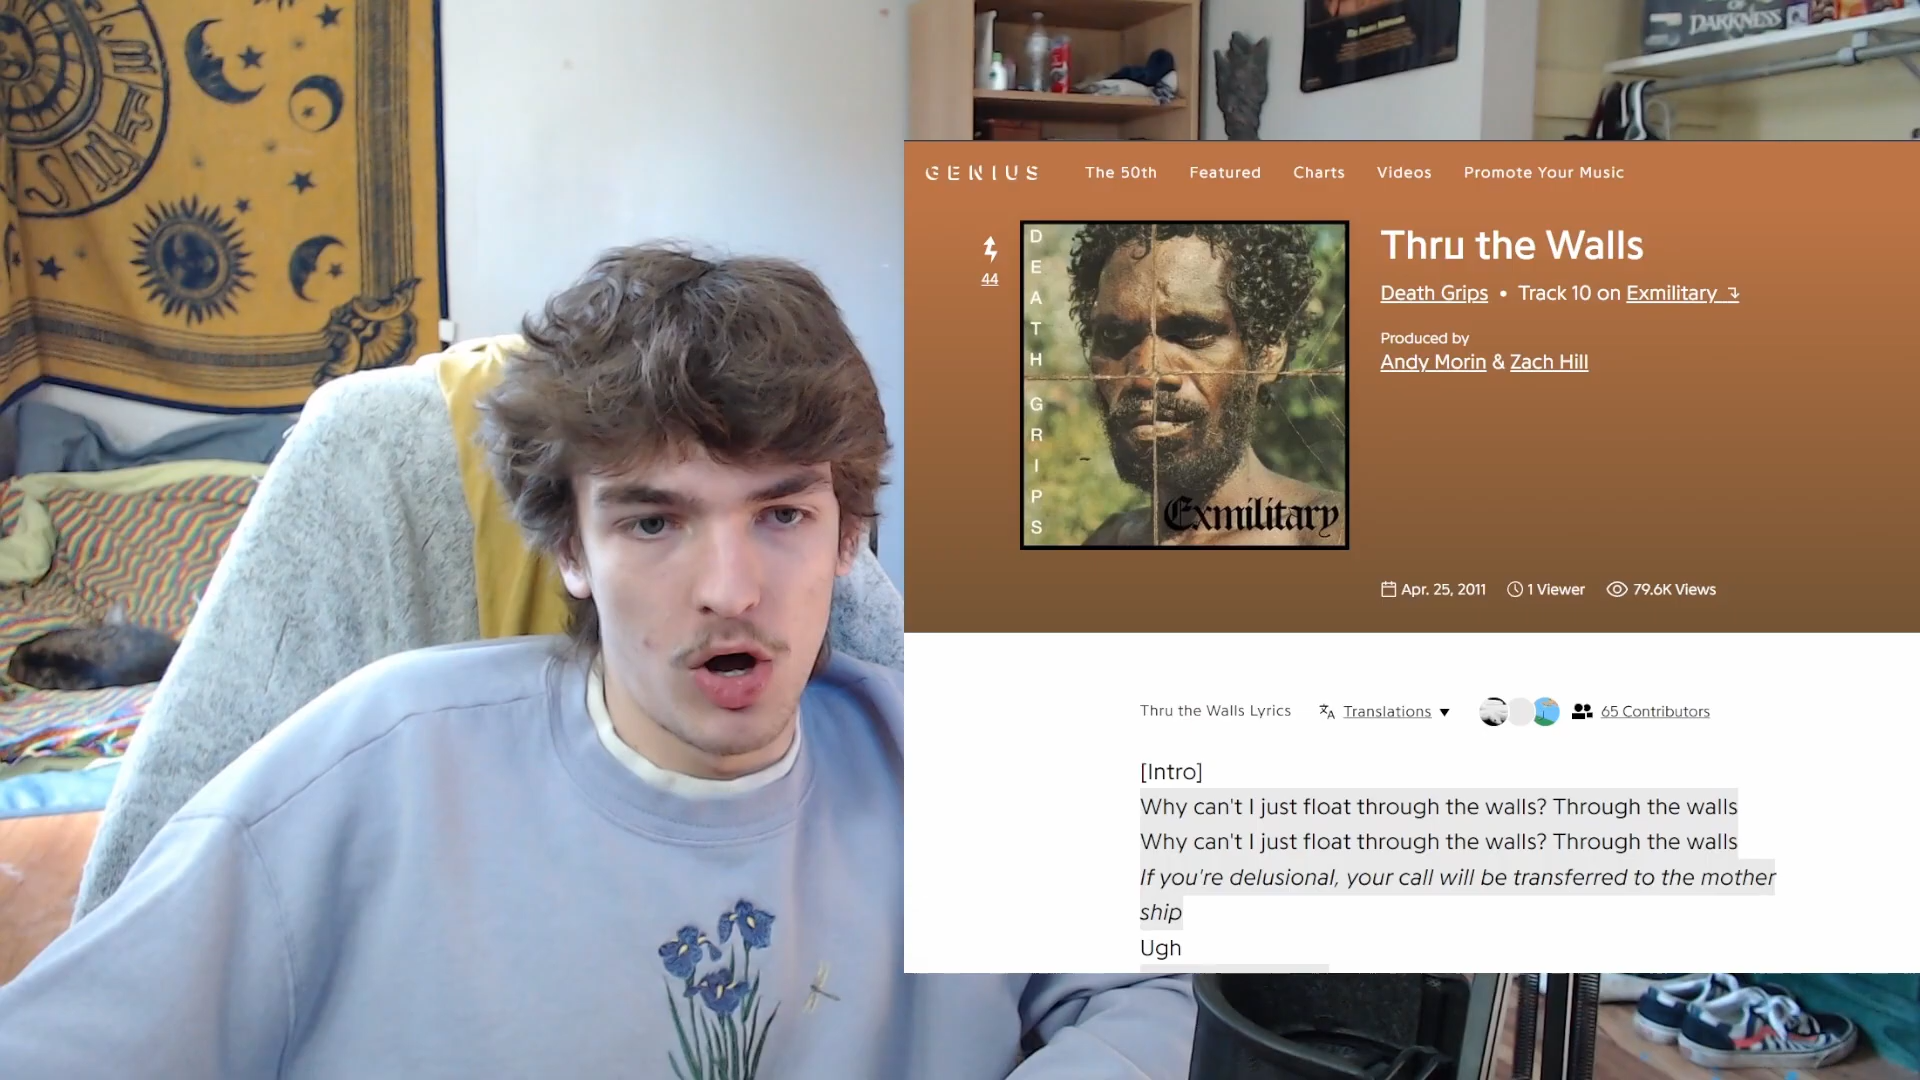 OF
DARKNESS
GENIUS
The 50th
Featured
Charts
Videos
Promote Your Music
44
DEATH GRIPS
Exmilitary
Thru the Walls
Death Grips • Track 10 on Exmilitary
Produced by
Andy Morin & Zach Hill
Apr. 25, 2011
1 Viewer
79.6K Views
Thru the Walls Lyrics
Translations
65 Contributors
[Intro]
Why can't I just float through the walls? Through the walls
Why can't I just float through the walls? Through the walls
If you're delusional, your call will be transferred to the mother
ship
Ugh